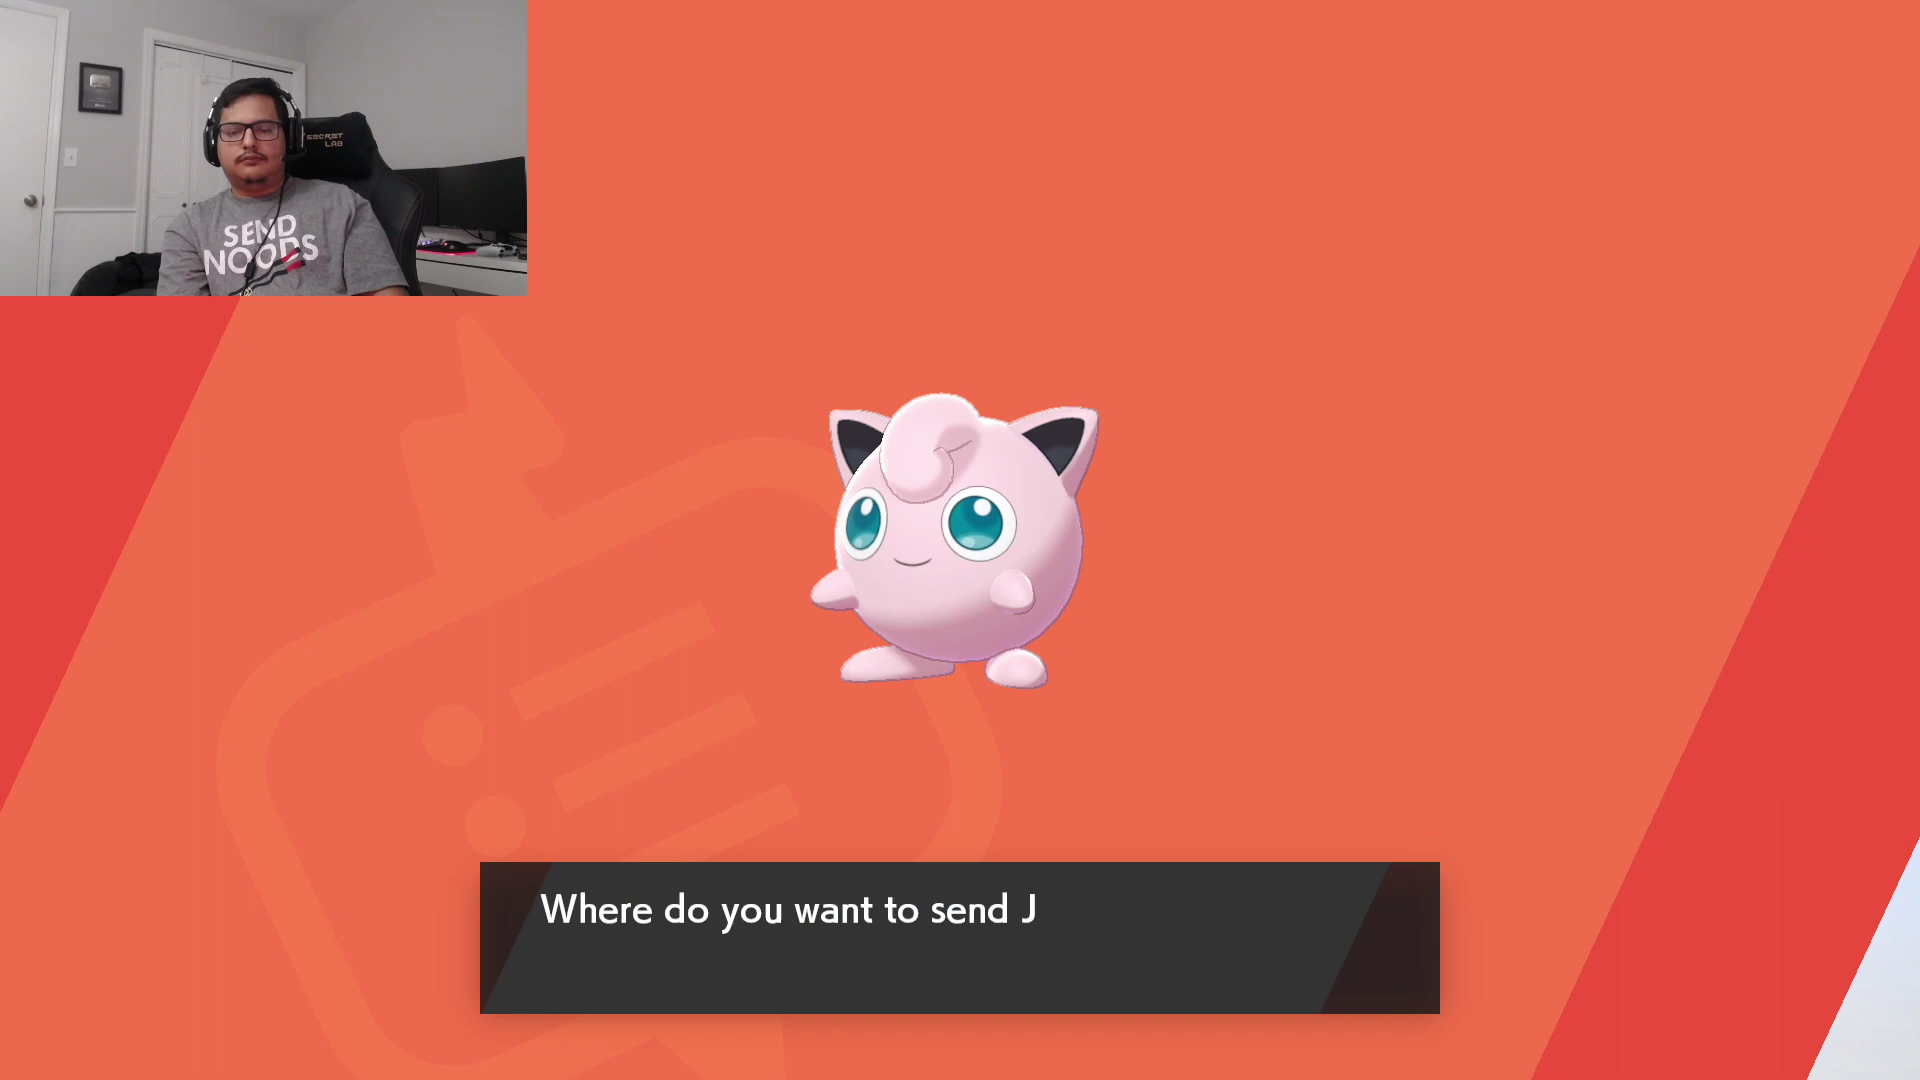 SECRET
LAB
SEND
NOODS
Where do you want to send J